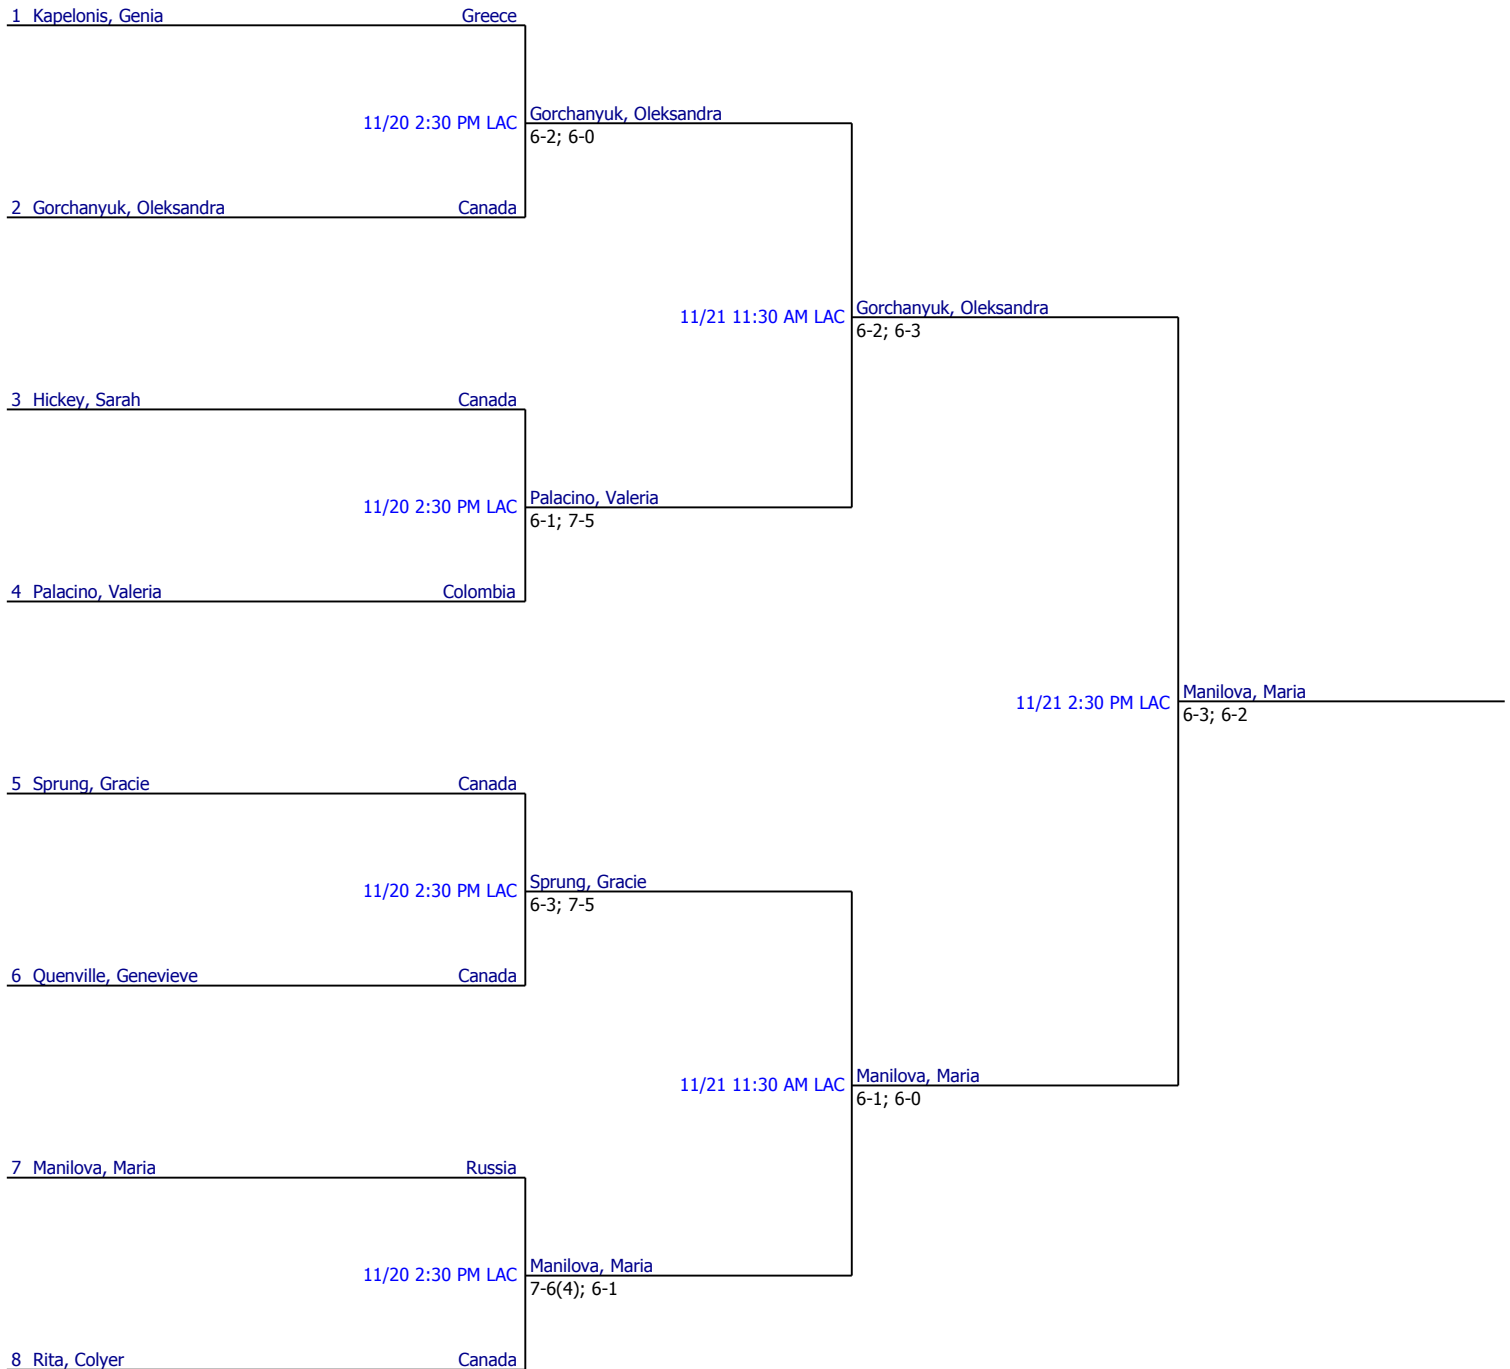 1 Kapelonis, Genia Greece
11/20 2:30 PM LAC Gorchanyuk, Oleksandra
6-2; 6-0
2 Gorchanyuk, Oleksandra Canada
11/21 11:30 AM LAC Gorchanyuk, Oleksandra
6-2; 6-3
3 Hickey, Sarah Canada
11/20 2:30 PM LAC Palacino, Valeria
6-1; 7-5
4 Palacino, Valeria Colombia
11/21 2:30 PM LAC Manilova, Maria
6-3; 6-2
5 Sprung, Gracie Canada
11/20 2:30 PM LAC Sprung, Gracie
6-3; 7-5
6 Quenville, Genevieve Canada
11/21 11:30 AM LAC Manilova, Maria
6-1; 6-0
7 Manilova, Maria Russia
11/20 2:30 PM LAC Manilova, Maria
7-6(4); 6-1
8 Rita, Colyer Canada